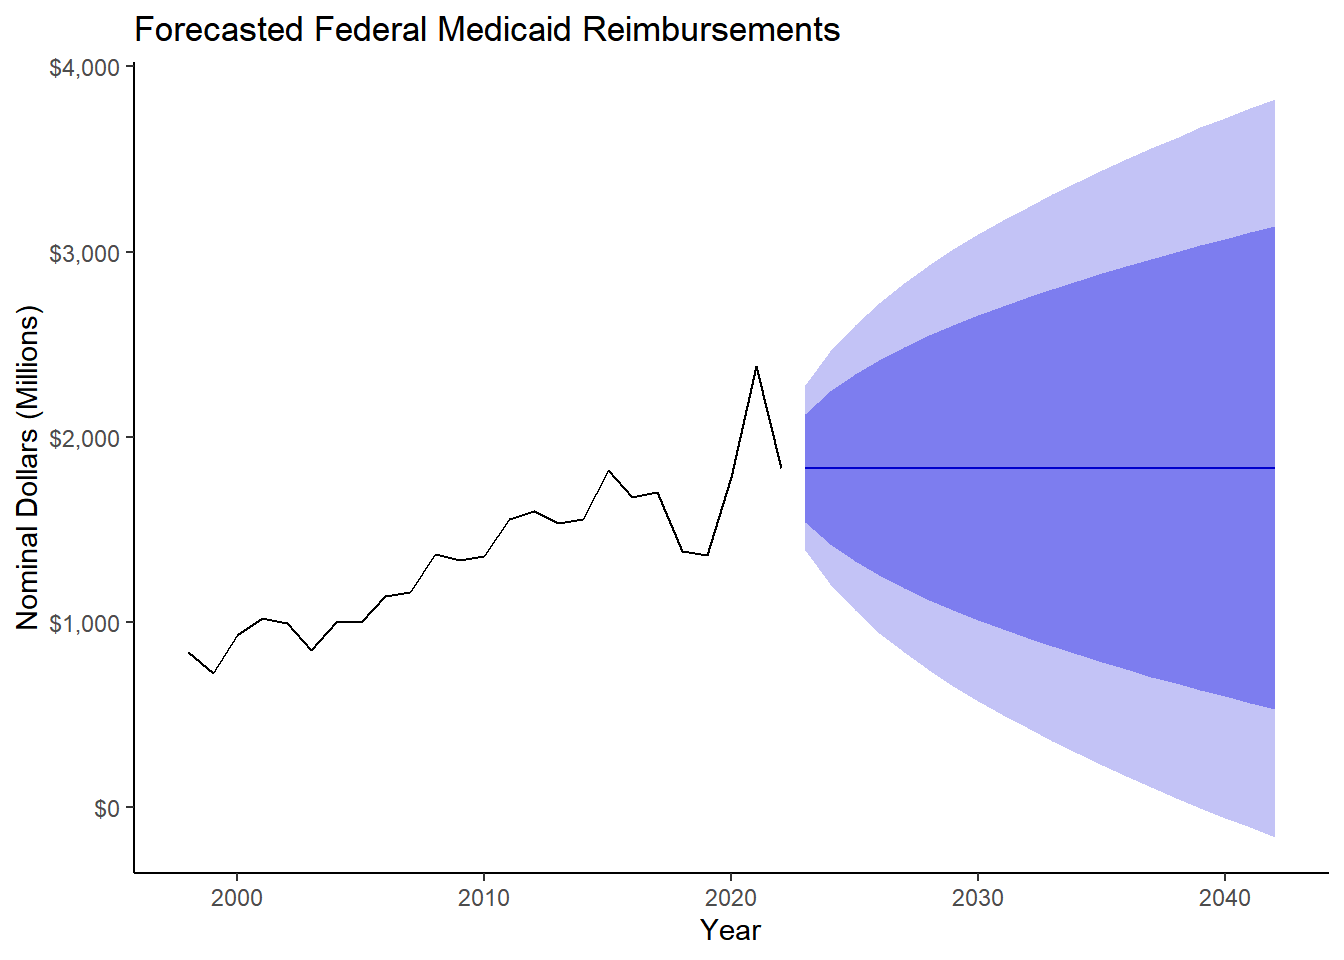 Forecasted Federal Medicaid Reimbursements
$4,000
$3,000
$2,000
$1,000
$0
Nominal Dollars (Millions)
2000 2010 2020 2030 2040
Year